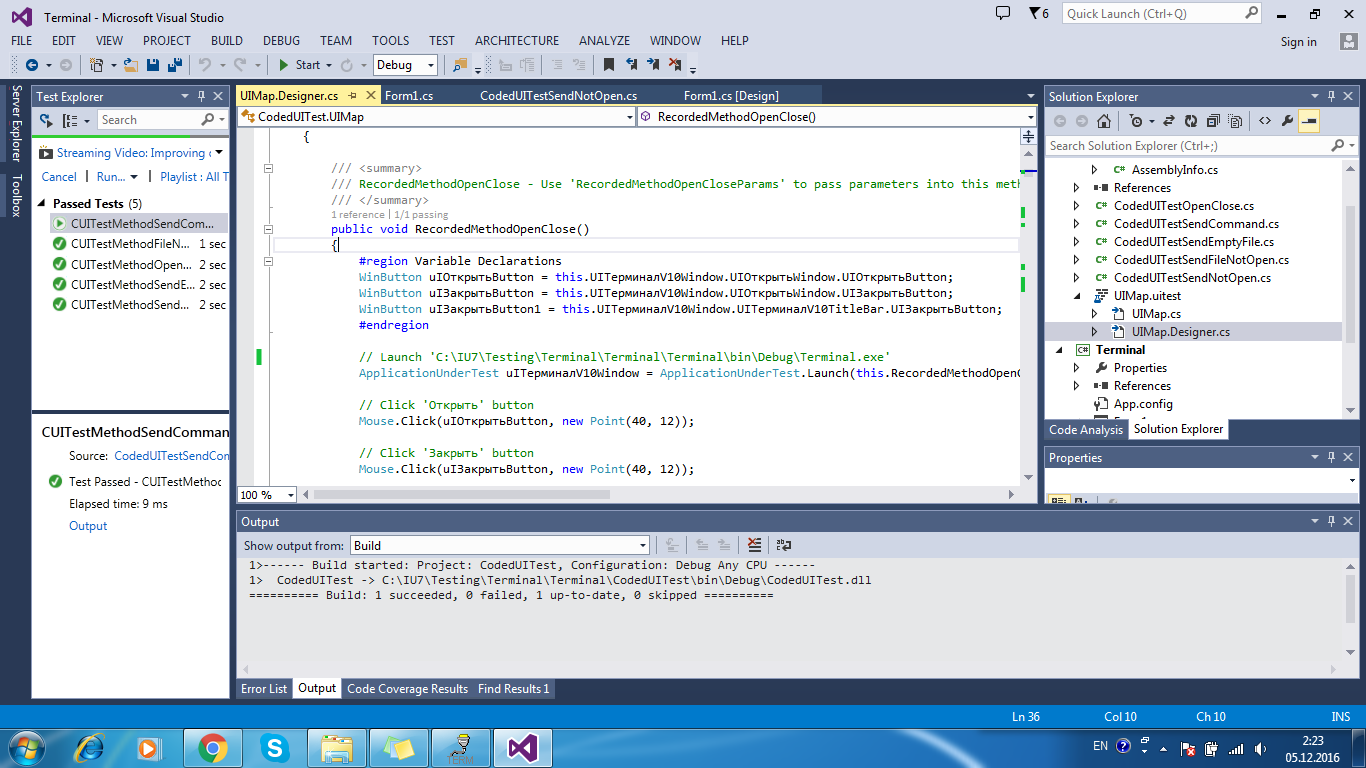 Terminal - Microsoft Visual Studio
6
Quick Launch (Ctrl+Q)
FILE EDIT VIEW PROJECT BUILD DEBUG TEAM TOOLS TEST ARCHITECTURE ANALYZE WINDOW HELP
Sign in
Start
Debug
Server Explorer
Toolbox
Test Explorer
Search
Streaming Video: Improving
Cancel | Run... | Playlist : All T
Passed Tests (5)
CUITestMethodSendCom...
CUITestMethodFileN... 1 sec
CUITestMethodOpen... 2 sec
CUITestMethodSendE... 2 sec
CUITestMethodSend... 2 sec
CUITestMethodSendComman
Source: CodedUITestSendCon
Test Passed - CUITestMethod
Elapsed time: 9 ms
Output
UIMap.Designer.cs Form1.cs CodedUITestSendNotOpen.cs Form1.cs [Design]
CodedUITest.UIMap RecordedMethodOpenClose()
{
/// <summary>
/// RecordedMethodOpenClose - Use 'RecordedMethodOpenCloseParams' to pass parameters into this meth
/// </summary>
1 reference | 1/1 passing
public void RecordedMethodOpenClose()
{
#region Variable Declarations
WinButton uIОткрытьButton = this.UIТерминалV10Window.UIОткрытьWindow.UIОткрытьButton;
WinButton uIЗакрытьButton = this.UIТерминалV10Window.UIОткрытьWindow.UIЗакрытьButton;
WinButton uIЗакрытьButton1 = this.UIТерминалV10Window.UIТерминалV10TitleBar.UIЗакрытьButton;
#endregion
// Launch 'C:\IU7\Testing\Terminal\Terminal\Terminal\bin\Debug\Terminal.exe'
ApplicationUnderTest uIТерминалV10Window = ApplicationUnderTest.Launch(this.RecordedMethodOpenC
// Click 'Открыть' button
Mouse.Click(uIОткрытьButton, new Point(40, 12));
// Click 'Закрыть' button
Mouse.Click(uIЗакрытьButton, new Point(40, 12));
100 %
Solution Explorer
Search Solution Explorer (Ctrl+;)
AssemblyInfo.cs
References
CodedUITestOpenClose.cs
CodedUITestSendCommand.cs
CodedUITestSendEmptyFile.cs
CodedUITestSendFileNotOpen.cs
CodedUITestSendNotOpen.cs
UIMap.uitest
UIMap.cs
UIMap.Designer.cs
Terminal
Properties
References
App.config
Code Analysis Solution Explorer
Properties
Output
Show output from: Build
1>------ Build started: Project: CodedUITest, Configuration: Debug Any CPU ------
1> CodedUITest -> C:\IU7\Testing\Terminal\Terminal\CodedUITest\bin\Debug\CodedUITest.dll
========== Build: 1 succeeded, 0 failed, 1 up-to-date, 0 skipped ==========
Error List Output Code Coverage Results Find Results 1
Ln 36 Col 10 Ch 10 INS
TERM
EN
2:23
05.12.2016